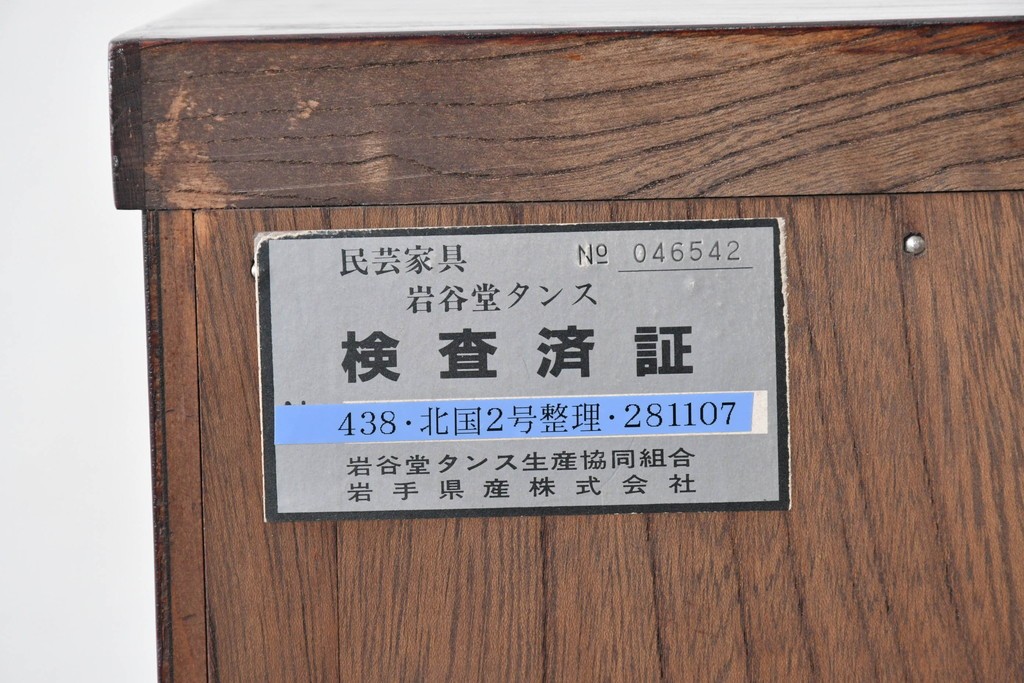 民芸家具 № 046542
岩谷堂タンス
検査済証
438・北国2号整理・281107
岩谷堂タンス生産協同組合
岩手県産株式会社